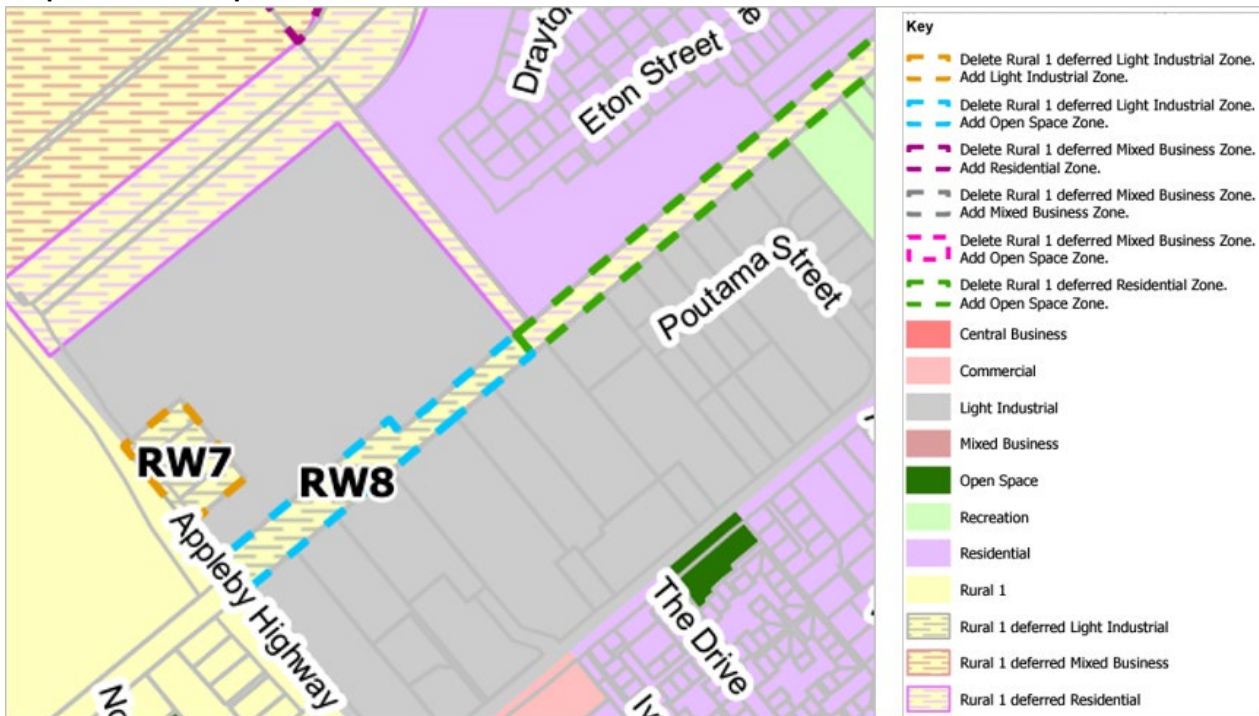 Drayton
Eton Street
Poutama Street
RW7
RW8
Appleby Highway
The Drive
No
Iv
Key
Delete Rural 1 deferred Light Industrial Zone.
Add Light Industrial Zone.
Delete Rural 1 deferred Light Industrial Zone.
Add Open Space Zone.
Delete Rural 1 deferred Mixed Business Zone.
Add Residential Zone.
Delete Rural 1 deferred Mixed Business Zone.
Add Mixed Business Zone.
Delete Rural 1 deferred Mixed Business Zone.
Add Open Space Zone.
Delete Rural 1 deferred Residential Zone.
Add Open Space Zone.
Central Business
Commercial
Light Industrial
Mixed Business
Open Space
Recreation
Residential
Rural 1
Rural 1 deferred Light Industrial
Rural 1 deferred Mixed Business
Rural 1 deferred Residential